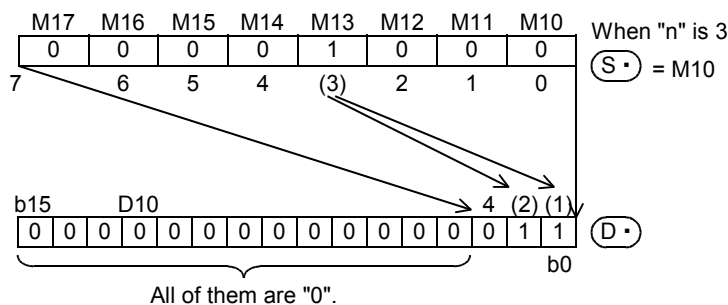 M17 M16 M15 M14 M13 M12 M11 M10 When "n" is 3
0 0 0 0 1 0 0 0 S· = M10
7 6 5 4 (3) 2 1 0
b15 D10 4 (2) (1)
0 0 0 0 0 0 0 0 0 0 0 0 0 0 1 1 D·
b0
All of them are "0".